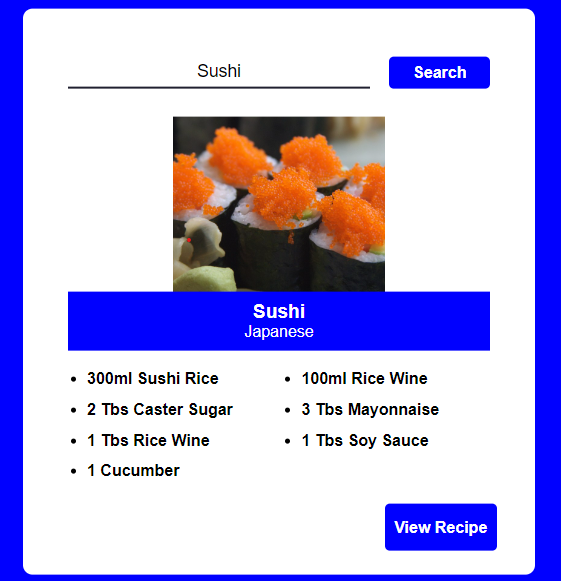 Sushi
Search
Sushi
Japanese
300ml Sushi Rice
100ml Rice Wine
2 Tbs Caster Sugar
3 Tbs Mayonnaise
1 Tbs Rice Wine
1 Tbs Soy Sauce
1 Cucumber
View Recipe